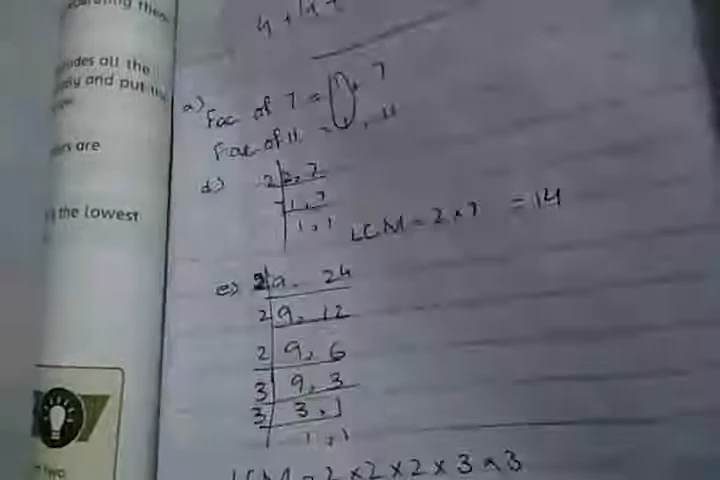 udes all the
and put
are
the lowest
two
a) Fac of 7 = 1, 7
Fac of 11 = 1, 11
d) 2 2, 7
1, 7
1, 1
LCM = 2 × 7 = 14
e) 2 9, 24
2 9, 12
2 9, 6
3 9, 3
3 3, 1
1, 1
LCM = 2 × 2 × 2 × 3 × 3